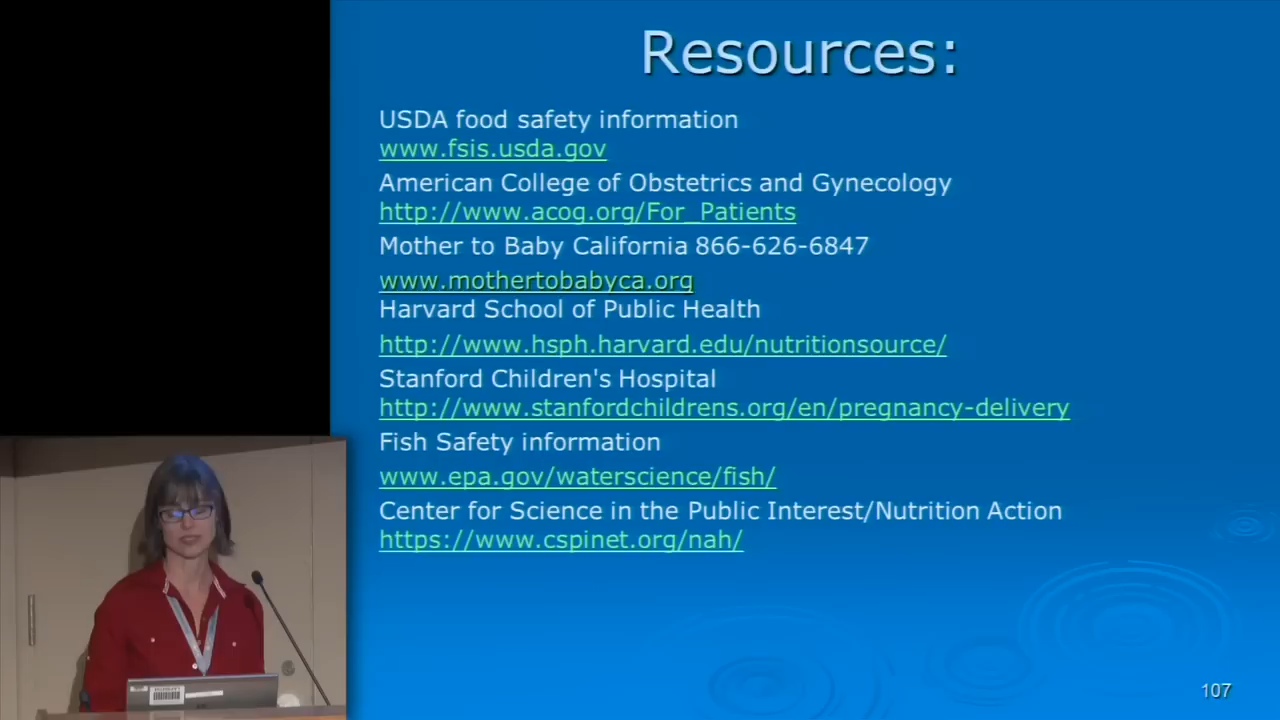 Resources:
USDA food safety information
www.fsis.usda.gov
American College of Obstetrics and Gynecology
http://www.acog.org/For_Patients
Mother to Baby California 866-626-6847
www.mothertobabyca.org
Harvard School of Public Health
http://www.hsph.harvard.edu/nutritionsource/
Stanford Children's Hospital
http://www.stanfordchildrens.org/en/pregnancy-delivery
Fish Safety information
www.epa.gov/waterscience/fish/
Center for Science in the Public Interest/Nutrition Action
https://www.cspinet.org/nah/
107